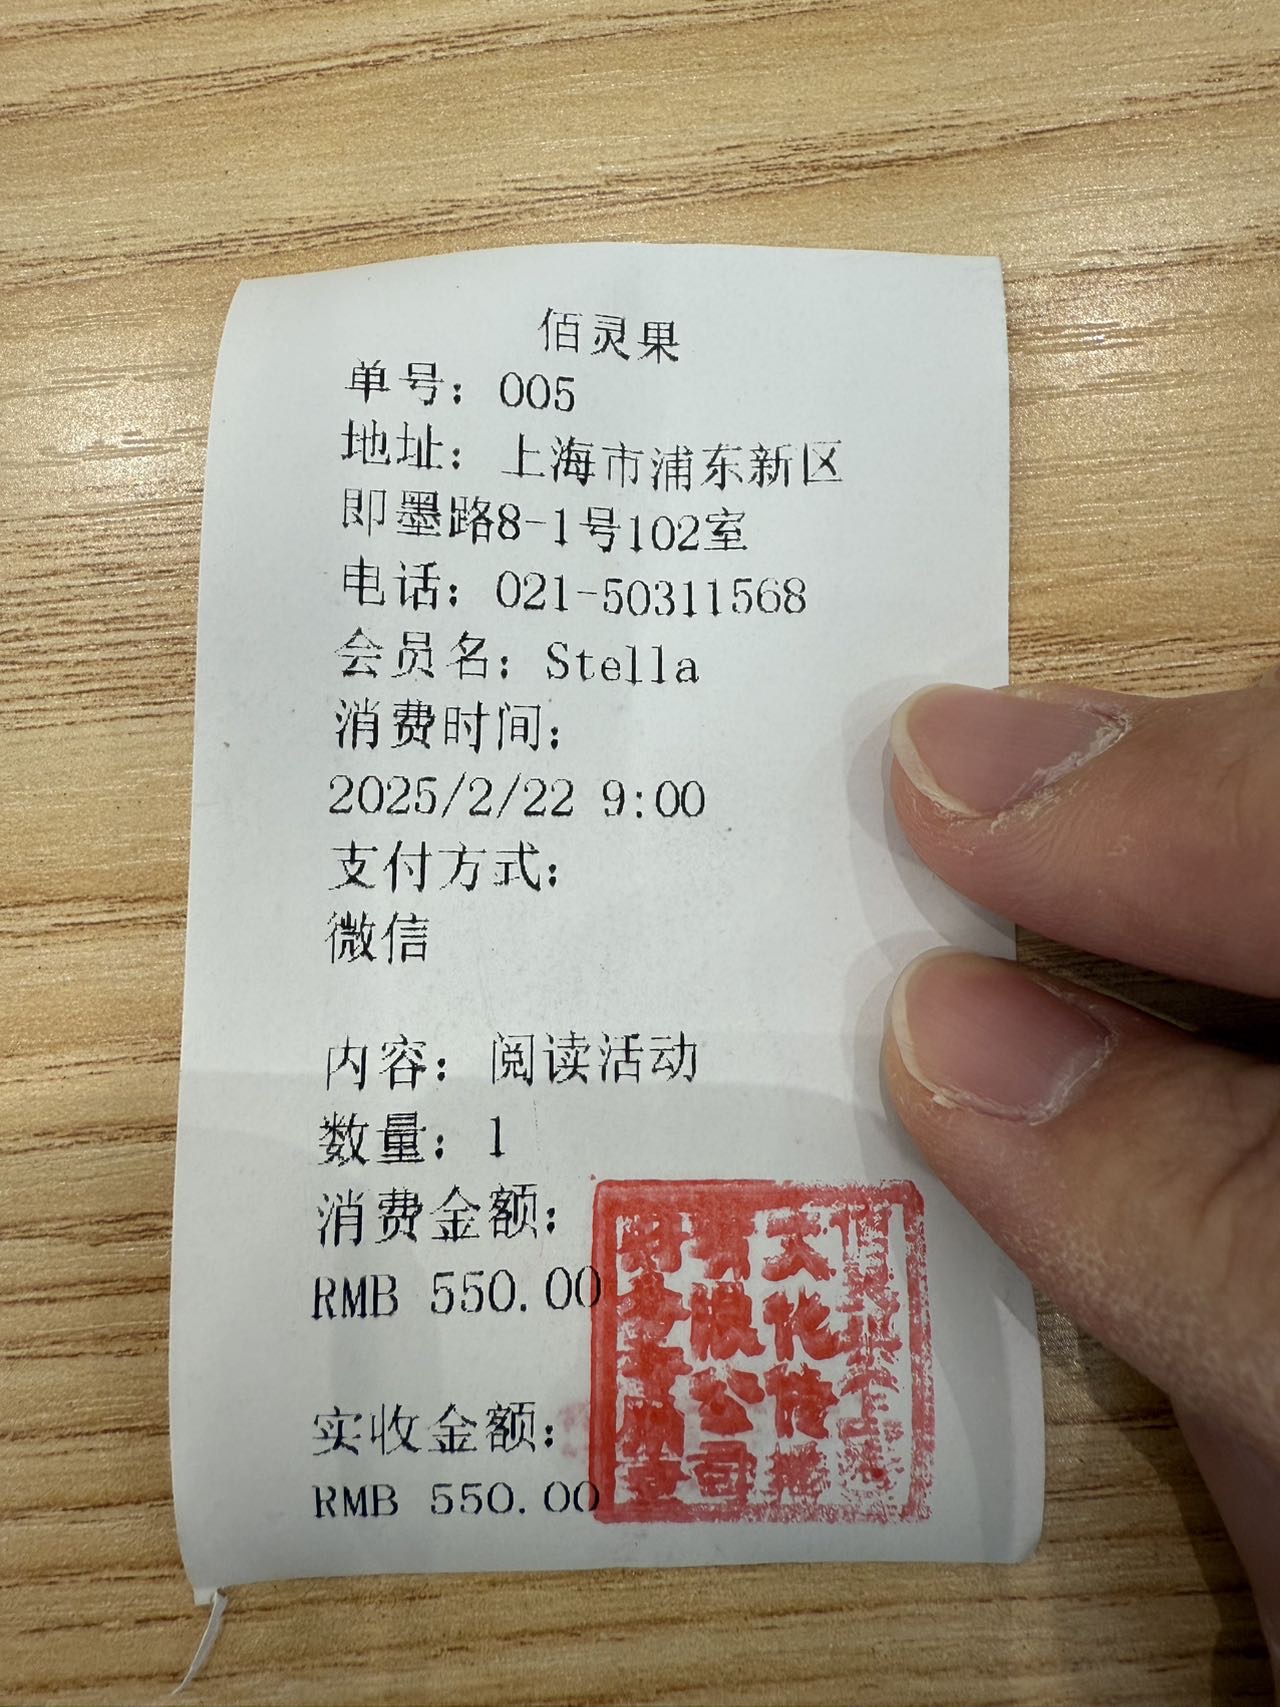 佰灵果
单号：005
地址：上海市浦东新区
即墨路8-1号102室
电话：021-50311568
会员名：Stella
消费时间：
2025/2/22 9:00
支付方式：
微信
内容：阅读活动
数量：1
消费金额：
RMB 550.00
实收金额：
RMB 550.00
文化传播
有限公司